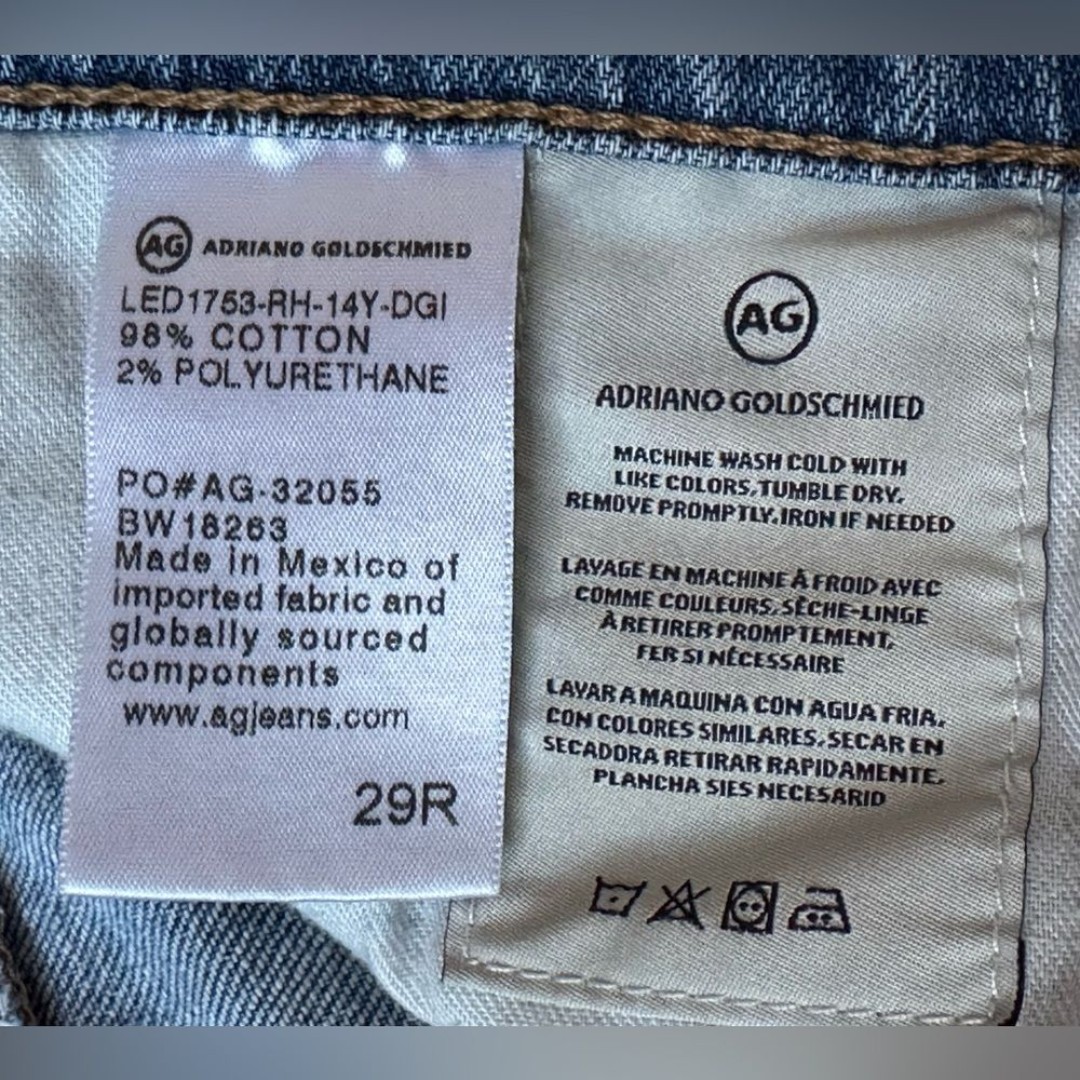 AG ADRIANO GOLDSCHMIED
LED1753-RH-14Y-DGI
98% COTTON
2% POLYURETHANE
PO#AG-32055
BW18263
Made in Mexico of
imported fabric and
globally sourced
components
www.agjeans.com
29R
AG
ADRIANO GOLDSCHMIED
MACHINE WASH COLD WITH
LIKE COLORS, TUMBLE DRY.
REMOVE PROMPTLY. IRON IF NEEDED
LAVAGE EN MACHINE À FROID AVEC
COMME COULEURS, SÈCHE-LINGE
À RETIRER PROMPTEMENT,
FER SI NÉCESSAIRE
LAVAR A MAQUINA CON AGUA FRIA.
CON COLORES SIMILARES, SECAR EN
SECADORA RETIRAR RAPIDAMENTE,
PLANCHA SIES NECESARID